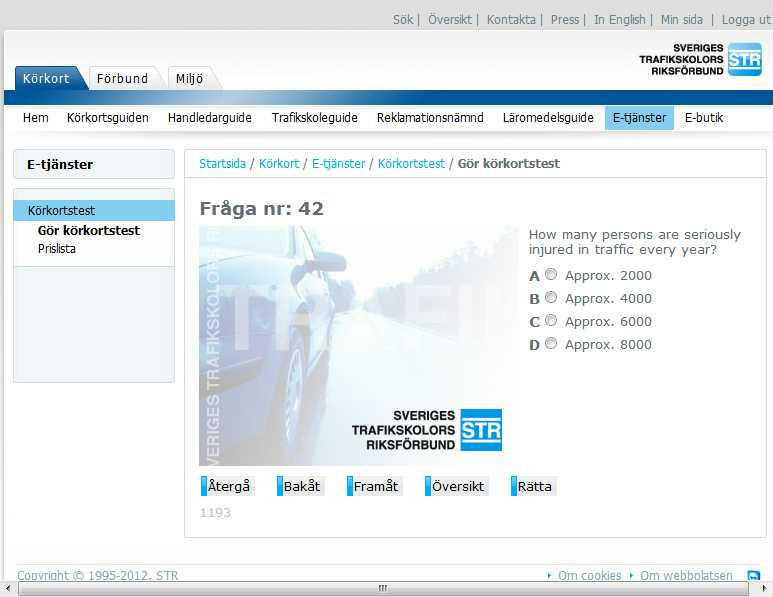 Sök | Översikt | Kontakta | Press | In English | Min sida | Logga ut
SVERIGES
TRAFIKSKOLORS
RIKSFÖRBUND
STR
Körkort Förbund Miljö
Hem Körkortsguiden Handledarguide Trafikskoleguide Reklamationsnämnd Läromedelsguide E-tjänster E-butik
E-tjänster
Körkortstest
Gör körkortstest
Prislista
Startsida / Körkort / E-tjänster / Körkortstest / Gör körkortstest
Fråga nr: 42
TRAFIK
VERIGES TRAFIKSKOLORS
SVERIGES
TRAFIKSKOLORS
RIKSFÖRBUND
STR
How many persons are seriously
injured in traffic every year?
A Approx. 2000
B Approx. 4000
C Approx. 6000
D Approx. 8000
Återgå Bakåt Framåt Översikt Rätta
1193
Copyright © 1995-2012. STR
Om cookies Om webbplatsen